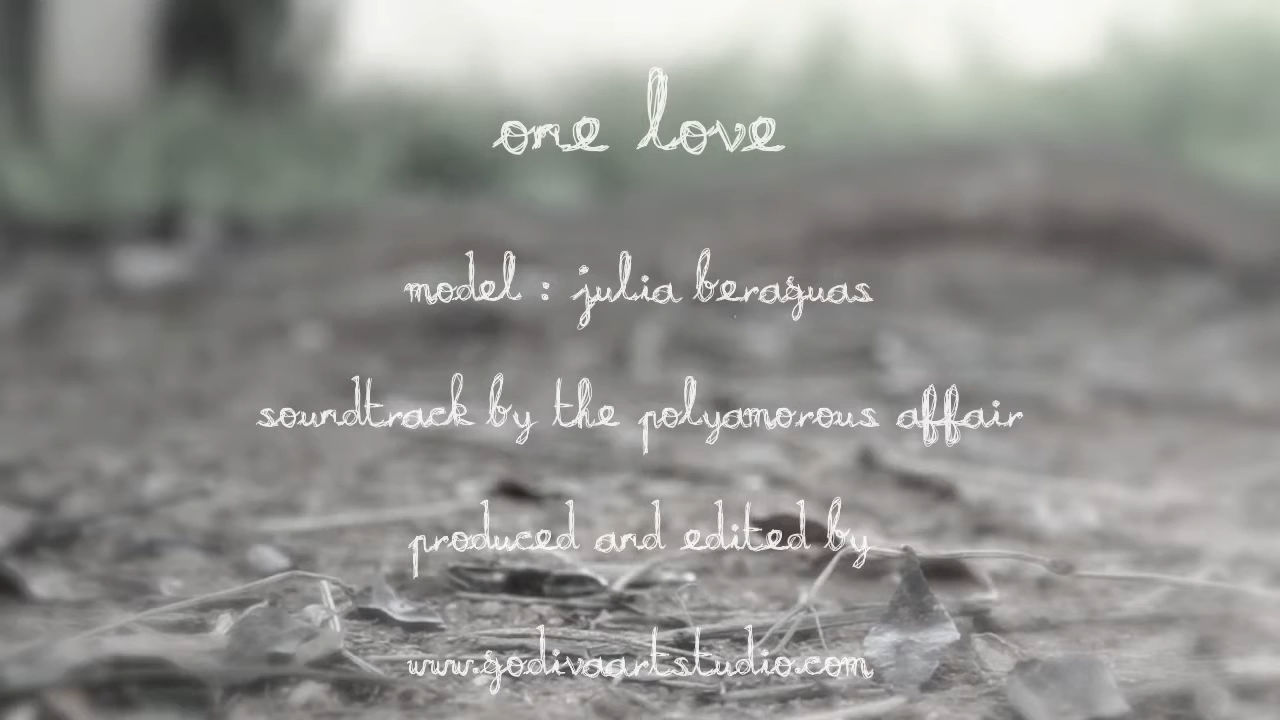 one love
model : julia beraguas
soundtrack by the polyamorous affair
produced and edited by
www.godivaartstudio.com